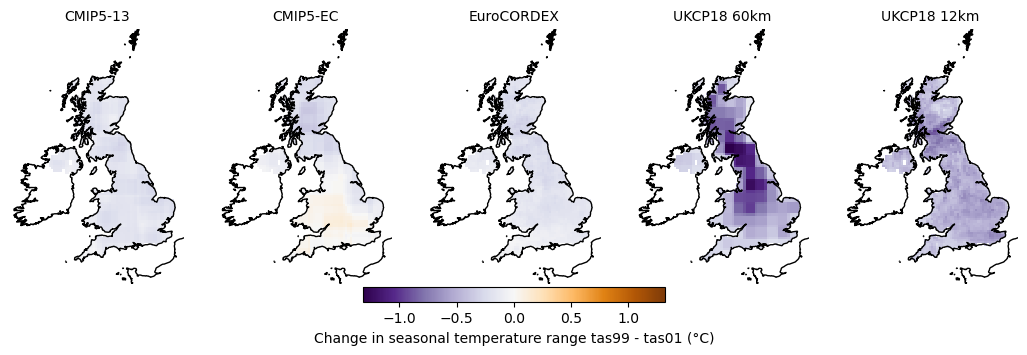 CMIP5-13 CMIP5-EC EuroCORDEX UKCP18 60km UKCP18 12km
−1.0 −0.5 0.0 0.5 1.0
Change in seasonal temperature range tas99 - tas01 (°C)